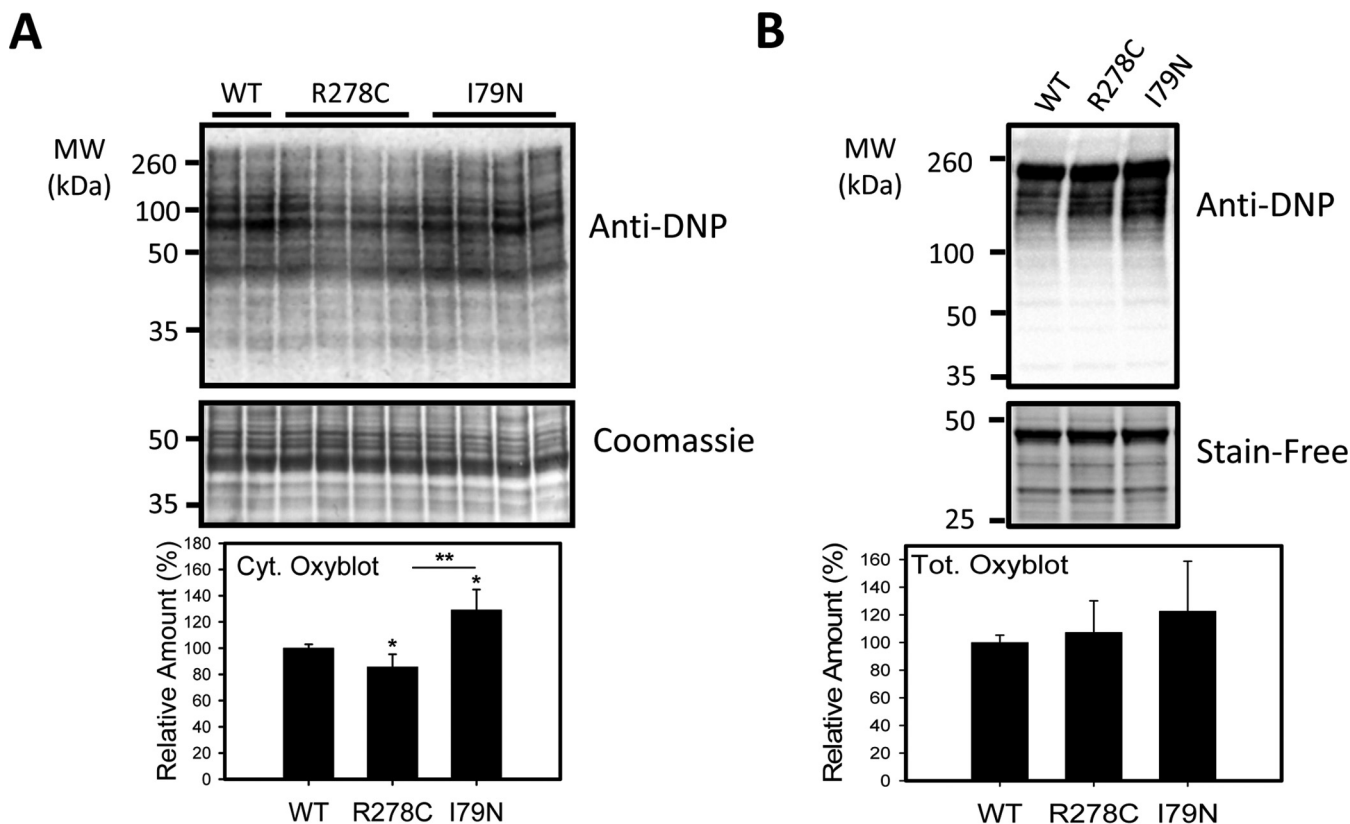 A
WT R278C I79N
MW
(kDa)
260
100
50
35
Anti-DNP
50
35
Coomassie
Relative Amount (%)
180
160
140
120
100
80
60
40
20
0
Cyt. Oxyblot
**
*
*
WT R278C I79N
B
WT R278C I79N
MW
(kDa)
260
100
50
35
Anti-DNP
50
25
Stain-Free
Relative Amount (%)
160
140
120
100
80
60
40
20
0
Tot. Oxyblot
WT R278C I79N